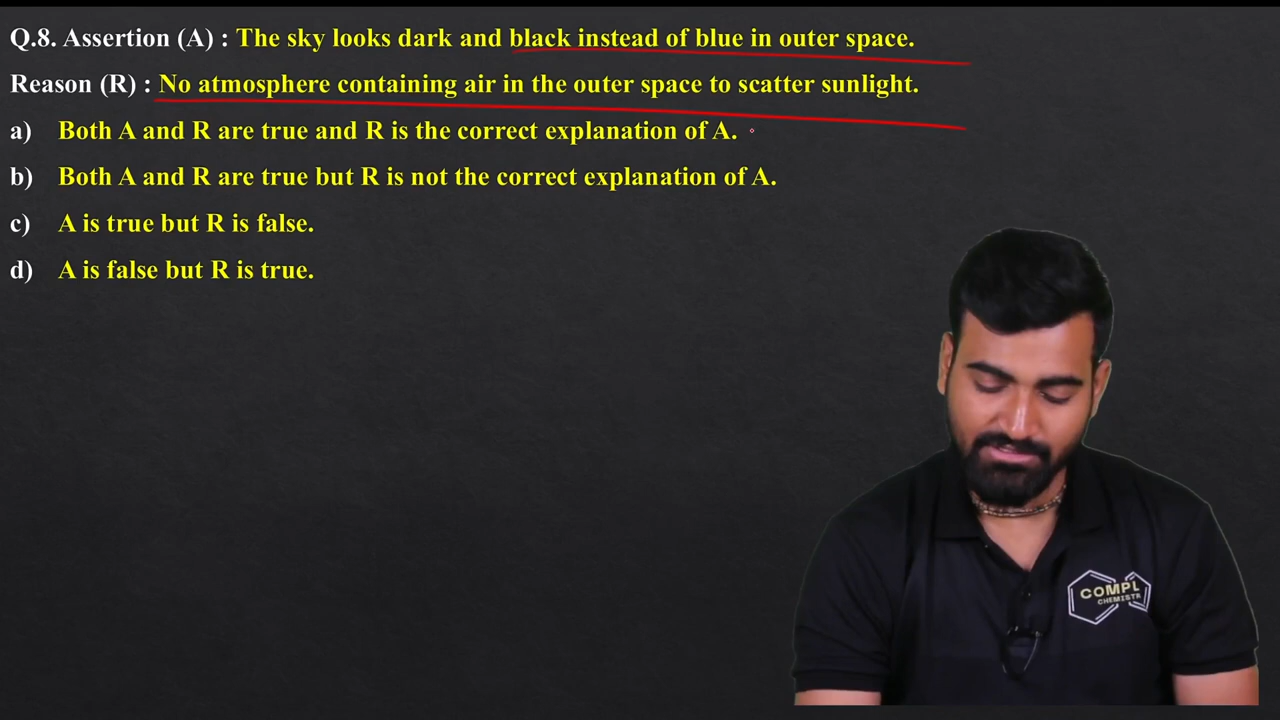 Q.8. Assertion (A) : The sky looks dark and black instead of blue in outer space.
Reason (R) : No atmosphere containing air in the outer space to scatter sunlight.
a) Both A and R are true and R is the correct explanation of A.
b) Both A and R are true but R is not the correct explanation of A.
c) A is true but R is false.
d) A is false but R is true.
COMPL
CHEMISTR